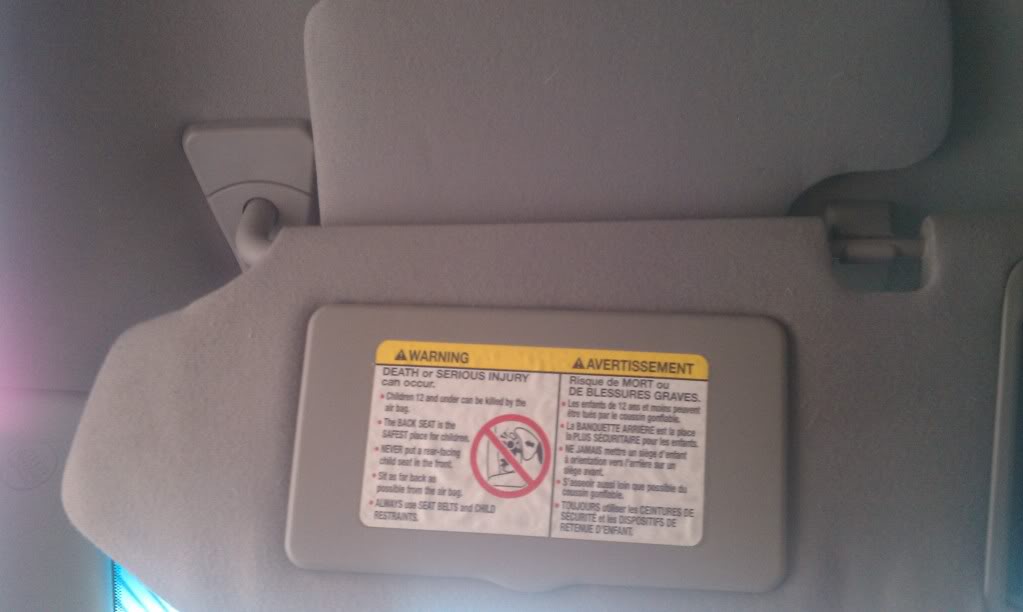 WARNING
DEATH or SERIOUS INJURY
can occur.
• Children 12 and under can be killed by the
air bag.
• The BACK SEAT is the
SAFEST place for children.
• NEVER put a rear-facing
child seat in the front.
• Sit as far back as
possible from the air bag.
• ALWAYS use SEAT BELTS and CHILD
RESTRAINTS.
AVERTISSEMENT
Risque de MORT ou
DE BLESSURES GRAVES.
• Les enfants de 12 ans et moins peuvent
être tués par le coussin gonflable.
• La BANQUETTE ARRIÈRE est la place
la PLUS SÉCURITAIRE pour les enfants.
• NE JAMAIS mettre un siège d'enfant
à orientation vers l'arrière sur un
siège avant.
• S'asseoir aussi loin que possible du
coussin gonflable.
• TOUJOURS utiliser les CEINTURES DE
SÉCURITÉ et les DISPOSITIFS DE
RETENUE D'ENFANT.